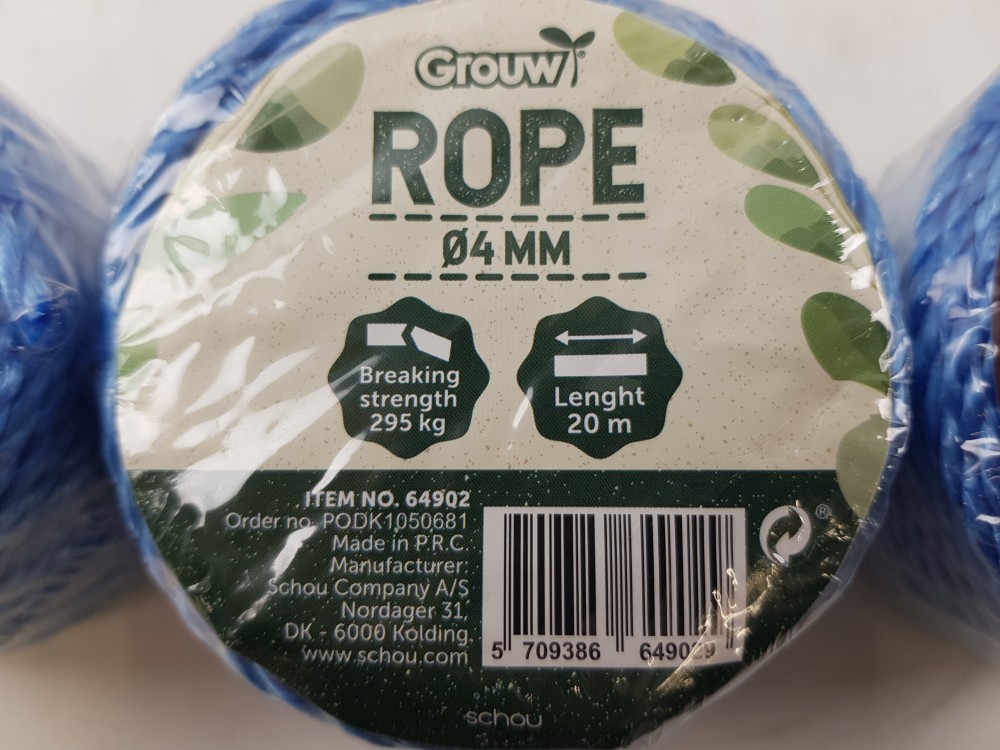 Grouw
®
ROPE
Ø4 MM
Breaking
strength
295 kg
Lenght
20 m
ITEM NO. 64902
Order no. PODK1050681
Made in P.R.C.
Manufacturer:
Schou Company A/S
Nordager 31,
DK - 6000 Kolding,
www.schou.com
5 709386 649029
®
schou